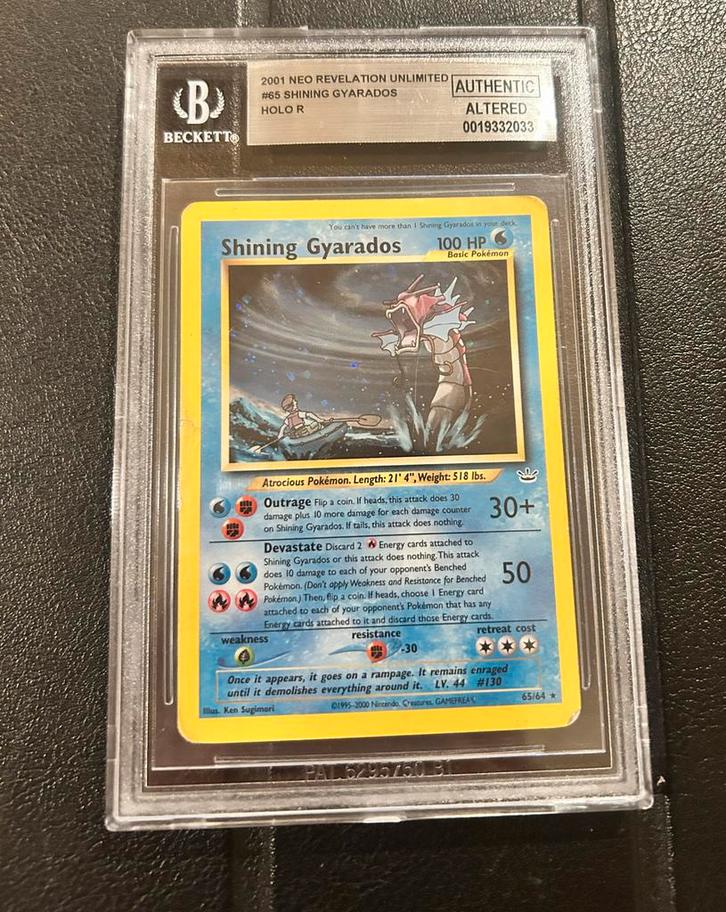 2001 NEO REVELATION UNLIMITED
#65 SHINING GYARADOS
HOLO R
AUTHENTIC
ALTERED
0019332033
B
BECKETT®
You can't have more than 1 Shining Gyarados in your deck.
Shining Gyarados 100 HP
Basic Pokémon
Atrocious Pokémon. Length: 21' 4", Weight: 518 lbs.
Outrage Flip a coin. If heads, this attack does 30
damage plus 10 more damage for each damage counter
on Shining Gyarados. If tails, this attack does nothing.
30+
Devastate Discard 2 Energy cards attached to
Shining Gyarados or this attack does nothing. This attack
does 10 damage to each of your opponent's Benched
Pokémon. (Don't apply Weakness and Resistance for Benched
Pokémon.) Then, flip a coin. If heads, choose 1 Energy card
attached to each of your opponent's Pokémon that has any
Energy cards attached to it and discard those Energy cards.
50
weakness
resistance
-30
retreat cost
Once it appears, it goes on a rampage. It remains enraged
until it demolishes everything around it. LV. 44 #130
Illus. Ken Sugimori
©1995-2000 Nintendo, Creatures, GAMEFREAK.
65/64 ★
PAT 6295750 B1